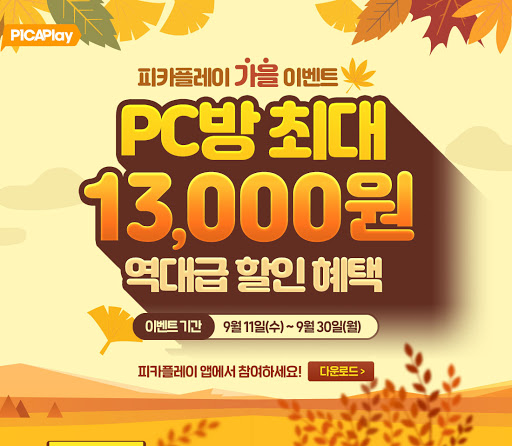 PICAPlay
피카플레이 가을 이벤트
PC방 최대
13,000원
역대급 할인 혜택
이벤트 기간 9월 11일(수) ~ 9월 30일(월)
피카플레이 앱에서 참여하세요! 다운로드 >